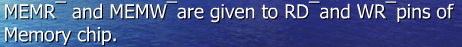 MEMR¯ and MEMW¯are given to RD¯and WR¯pins of
Memory chip.